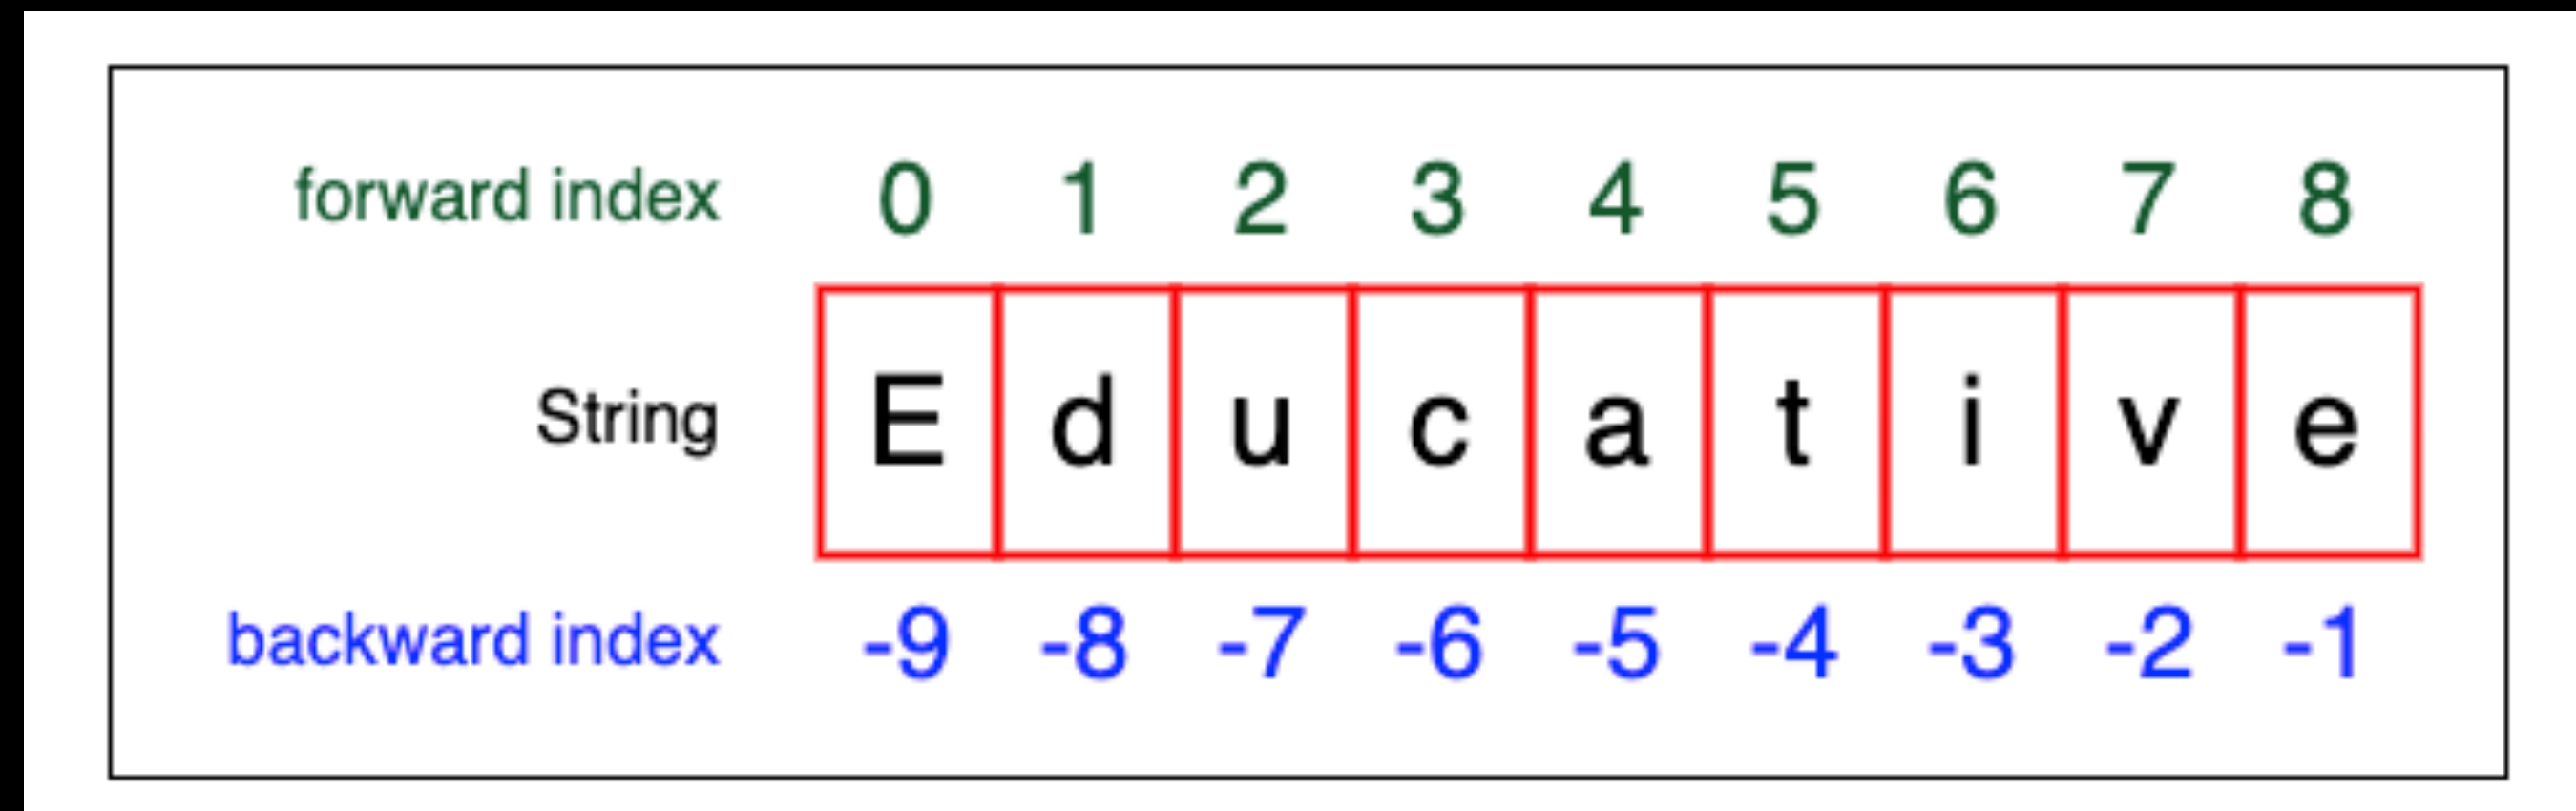 forward index 0 1 2 3 4 5 6 7 8
String E d u c a t i v e
backward index -9 -8 -7 -6 -5 -4 -3 -2 -1